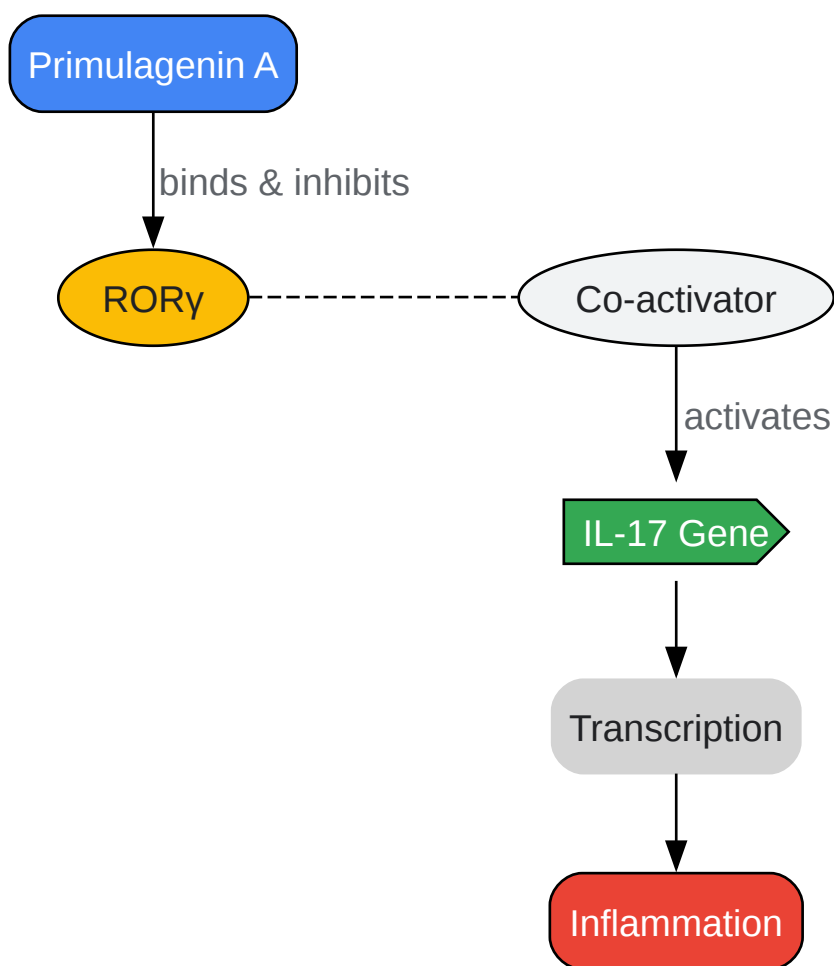 Primulagenin A
binds & inhibits
RORγ
Co-activator
activates
IL-17 Gene
Transcription
Inflammation